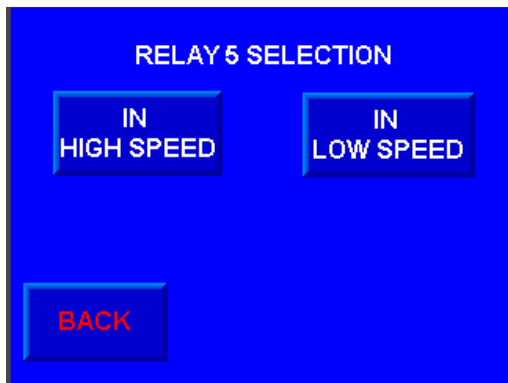 RELAY 5 SELECTION
IN
HIGH SPEED
IN
LOW SPEED
BACK